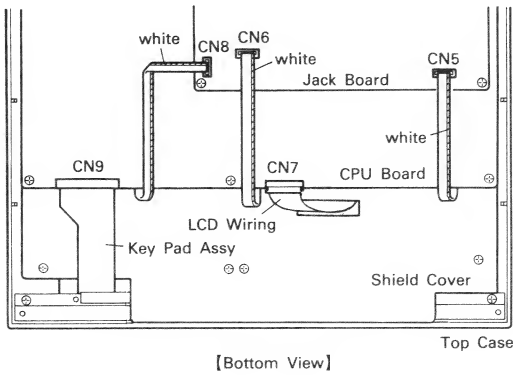 white
CN8
CN6
white
CN5
Jack Board
white
CN9
CN7
CPU Board
LCD Wiring
Key Pad Assy
Shield Cover
Top Case
【Bottom View】